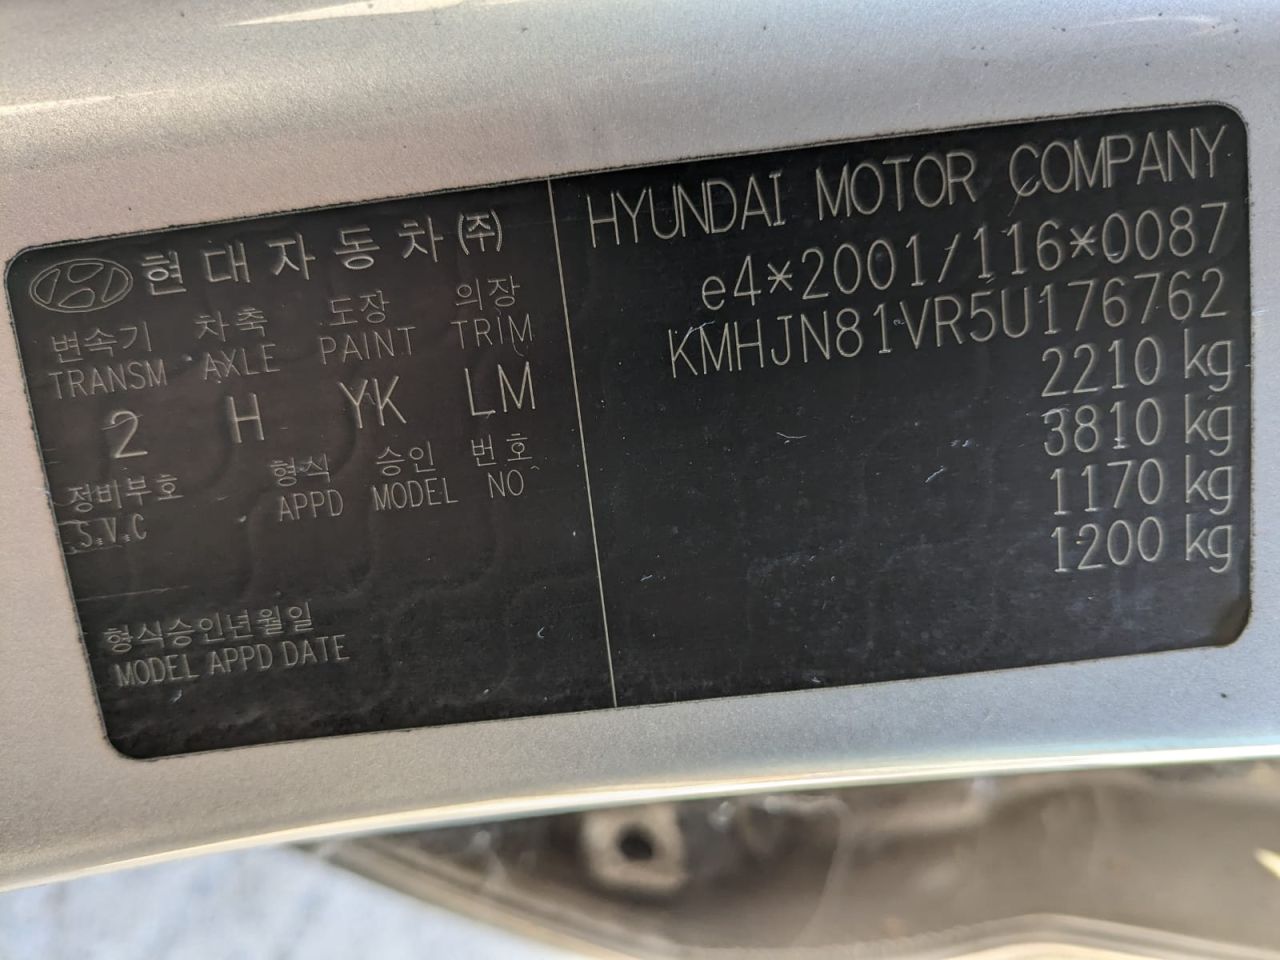 현대자동차㈜
변속기 차축 도장 의장
TRANSM AXLE PAINT TRIM
2 H YK LM
정비부호 형식 승인 번호
S.V.C APPD MODEL NO
형식승인년월일
MODEL APPD DATE
HYUNDAI MOTOR COMPANY
e4*2001/116*0087
KMHJN81VR5U176762
2210 kg
3810 kg
1170 kg
1200 kg